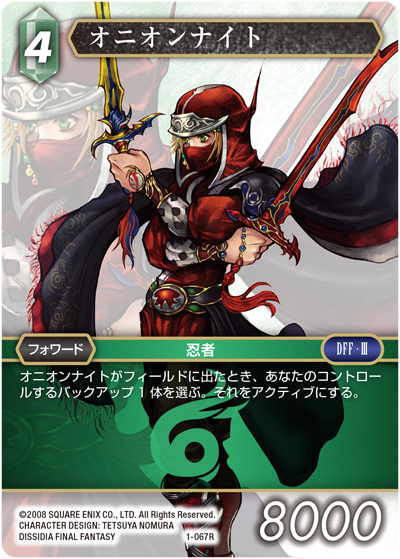 4
オニオンナイト
フォワード
忍者
DFF・Ⅲ
オニオンナイトがフィールドに出たとき、あなたのコントロー
ルするバックアップ 1 体を選ぶ。それをアクティブにする。
©2008 SQUARE ENIX CO., LTD. All Rights Reserved.
CHARACTER DESIGN: TETSUYA NOMURA
DISSIDIA FINAL FANTASY
1-067R
8000